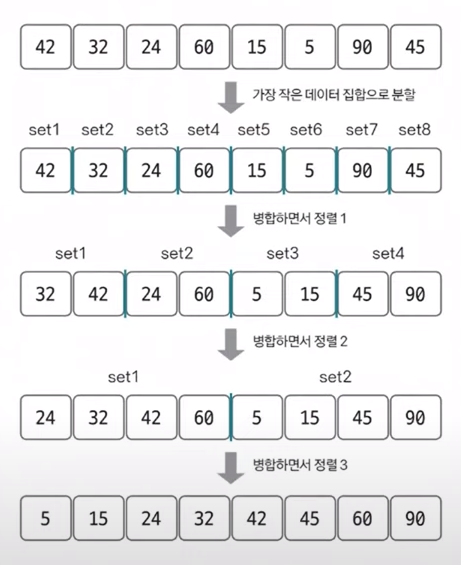 42 32 24 60 15 5 90 45
가장 작은 데이터 집합으로 분할
set1 set2 set3 set4 set5 set6 set7 set8
42 32 24 60 15 5 90 45
병합하면서 정렬 1
set1 set2 set3 set4
32 42 24 60 5 15 45 90
병합하면서 정렬 2
set1 set2
24 32 42 60 5 15 45 90
병합하면서 정렬 3
5 15 24 32 42 45 60 90